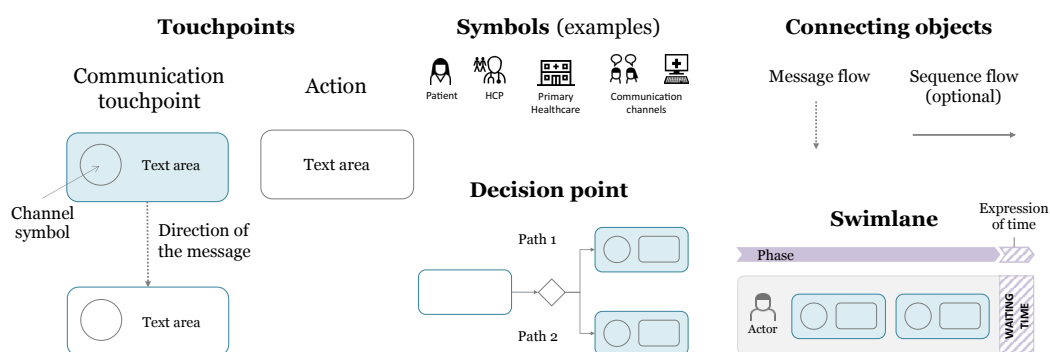 Touchpoints
Communication
touchpoint
Action
Text area
Text area
Channel
symbol
Direction of
the message
Text area
Symbols (examples)
Patient
HCP
Primary
Healthcare
Communication
channels
Decision point
Path 1
Path 2
Connecting objects
Message flow
Sequence flow
(optional)
Swimlane
Expression
of time
Phase
Actor
WAITING
TIME